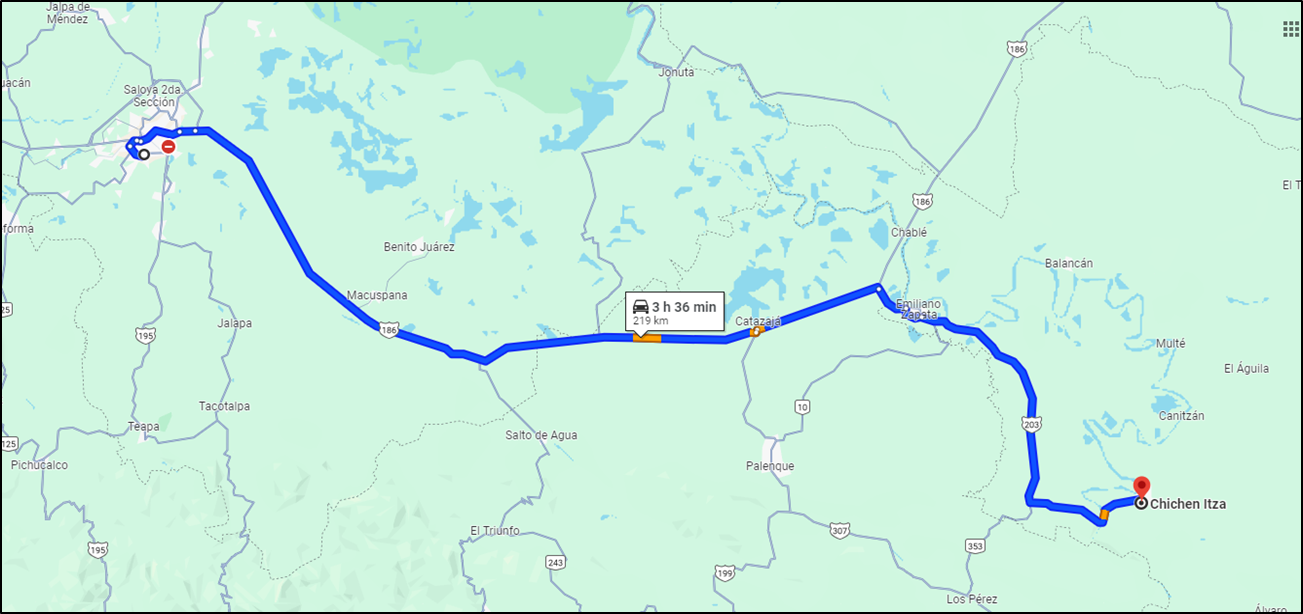 Jalpa de
Méndez
186
Jonuta
uacán
Saloya 2da.
Sección
El T
186
forma
Chablé
Benito Juárez
Balancán
Macuspana
3 h 36 min
219 km
Emiliano
Zapata
25
Catazajá
186
Jalapa
195
Multé
El Águila
Tacotalpa
10
Canitzán
Teapa
203
125
Salto de Agua
Pichucalco
Palenque
Chichen Itza
El Triunfo
307
195
353
243
199
Los Pérez
Álvaro